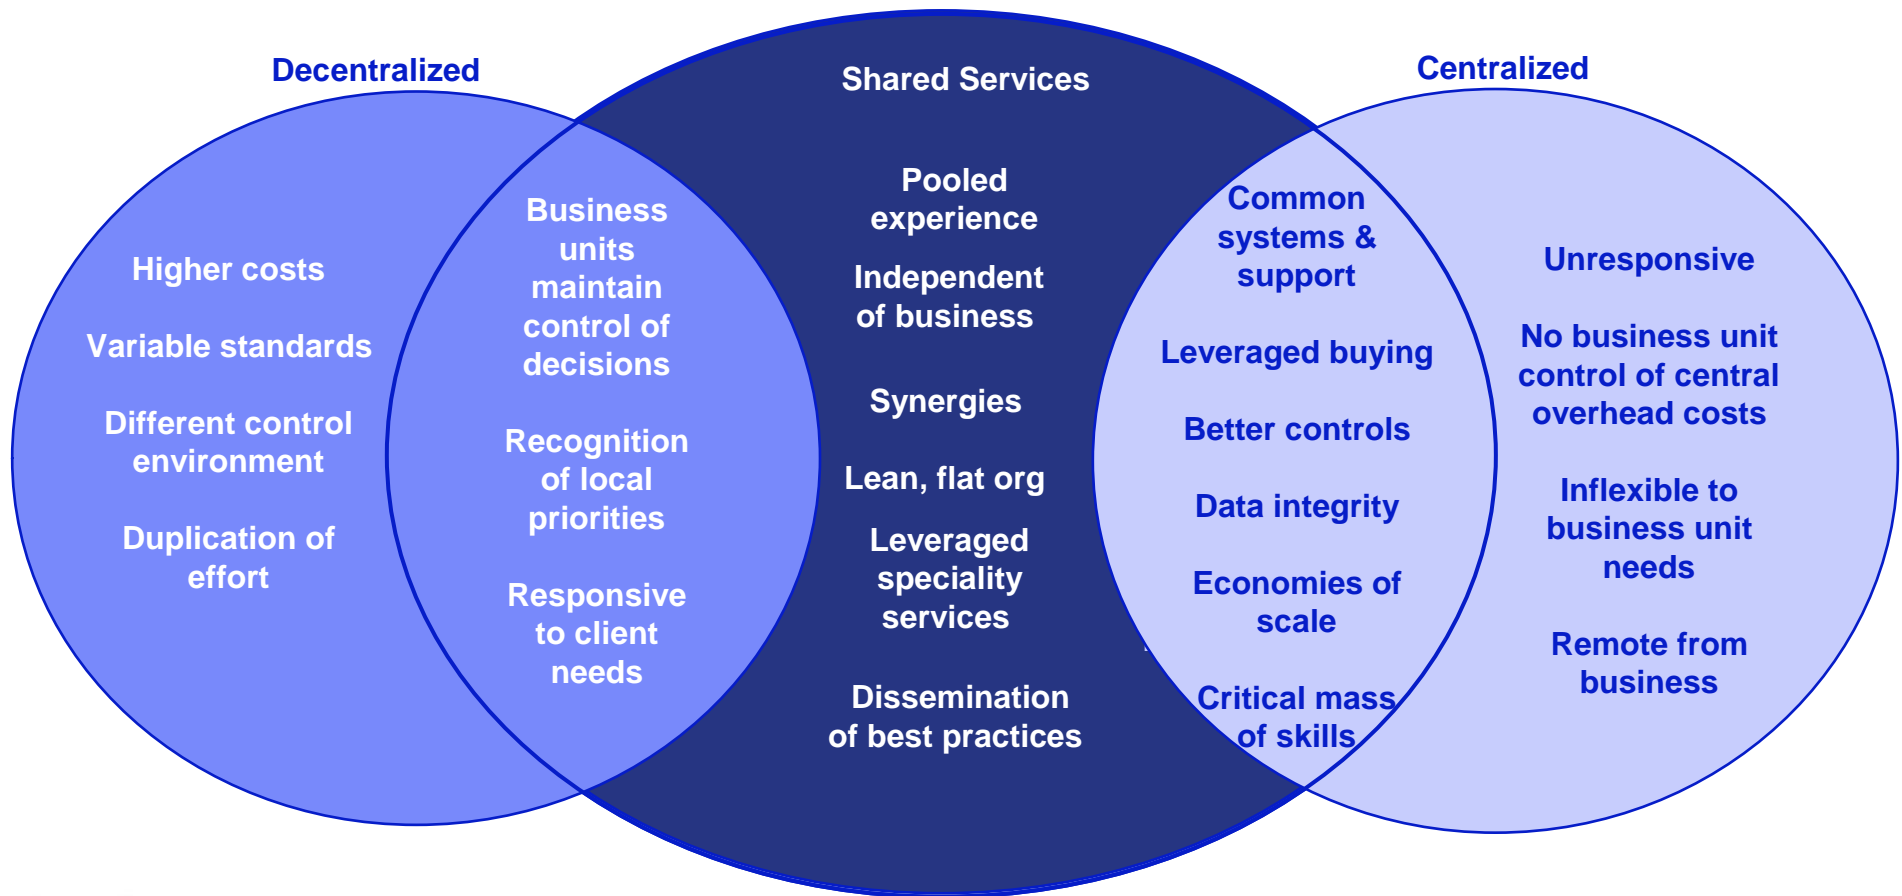 Decentralized
Higher costs
Variable standards
Different control
environment
Duplication of
effort
Business
units
maintain
control of
decisions
Recognition
of local
priorities
Responsive
to client
needs
Shared Services
Pooled
experience
Independent
of business
Synergies
Lean, flat org
Leveraged
speciality
services
Dissemination
of best practices
Common
systems &
support
Leveraged buying
Better controls
Data integrity
Economies of
scale
Critical mass
of skills
Centralized
Unresponsive
No business unit
control of central
overhead costs
Inflexible to
business unit
needs
Remote from
business